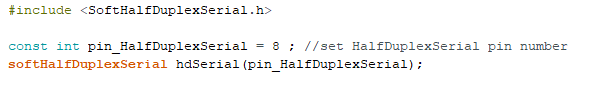 #include <SoftHalfDuplexSerial.h>
const int pin_HalfDuplexSerial = 8 ; //set HalfDuplexSerial pin number
softHalfDuplexSerial hdSerial(pin_HalfDuplexSerial);